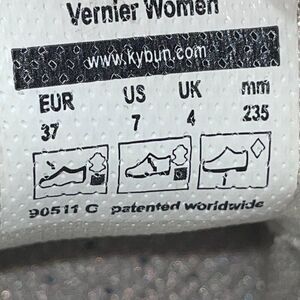 Vernier Women
www.kybun.com
EUR US UK mm
37 7 4 235
90511 C patented worldwide